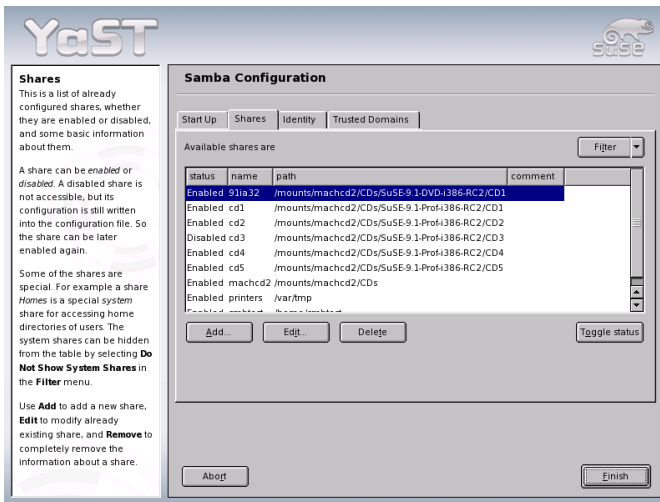 YaST
SUSE
Shares
This is a list of already
configured shares, whether
they are enabled or disabled,
and some basic information
about them.
A share can be enabled or
disabled. A disabled share is
not accessible, but its
configuration is still written
into the configuration file. So
the share can be later
enabled again.
Some of the shares are
special. For example a share
Homes is a special system
share for accessing home
directories of users. The
system shares can be hidden
from the table by selecting Do
Not Show System Shares in
the Filter menu.
Use Add to add a new share,
Edit to modify already
existing share, and Remove to
completely remove the
information about a share.
Samba Configuration
Start Up Shares Identity Trusted Domains
Available shares are Filter
status name path comment
Enabled 91ia32 /mounts/machcd2/CDs/SuSE-9.1-DVD-i386-RC2/CD1
Enabled cd1 /mounts/machcd2/CDs/SuSE-9.1-Prof-i386-RC2/CD1
Enabled cd2 /mounts/machcd2/CDs/SuSE-9.1-Prof-i386-RC2/CD2
Disabled cd3 /mounts/machcd2/CDs/SuSE-9.1-Prof-i386-RC2/CD3
Enabled cd4 /mounts/machcd2/CDs/SuSE-9.1-Prof-i386-RC2/CD4
Enabled cd5 /mounts/machcd2/CDs/SuSE-9.1-Prof-i386-RC2/CD5
Enabled machcd2 /mounts/machcd2/CDs
Enabled printers /var/tmp
Add... Edit... Delete Toggle status
Abort Finish